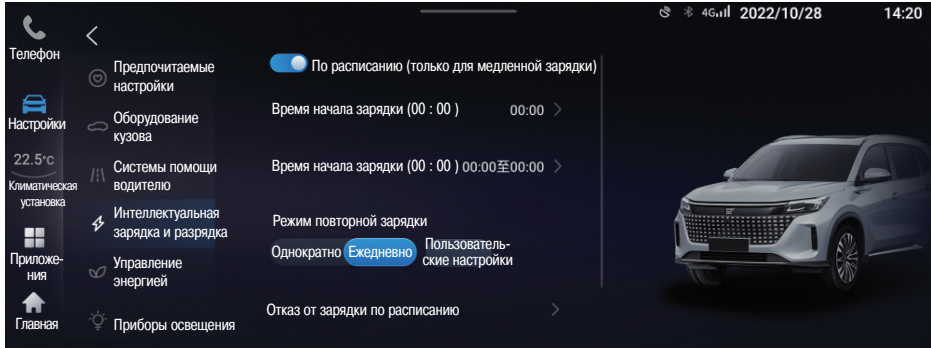 4G 2022/10/28 14:20
Телефон
Настройки
22.5°C
Климатическая
установка
Приложе-
ния
Главная
Предпочитаемые
настройки
Оборудование
кузова
Системы помощи
водителю
Интеллектуальная
зарядка и разрядка
Управление
энергией
Приборы освещения
По расписанию (только для медленной зарядки)
Время начала зарядки (00 : 00 ) 00:00
Время начала зарядки (00 : 00 ) 00:00至00:00
Режим повторной зарядки
Однократно Ежедневно Пользователь-
ские настройки
Отказ от зарядки по расписанию